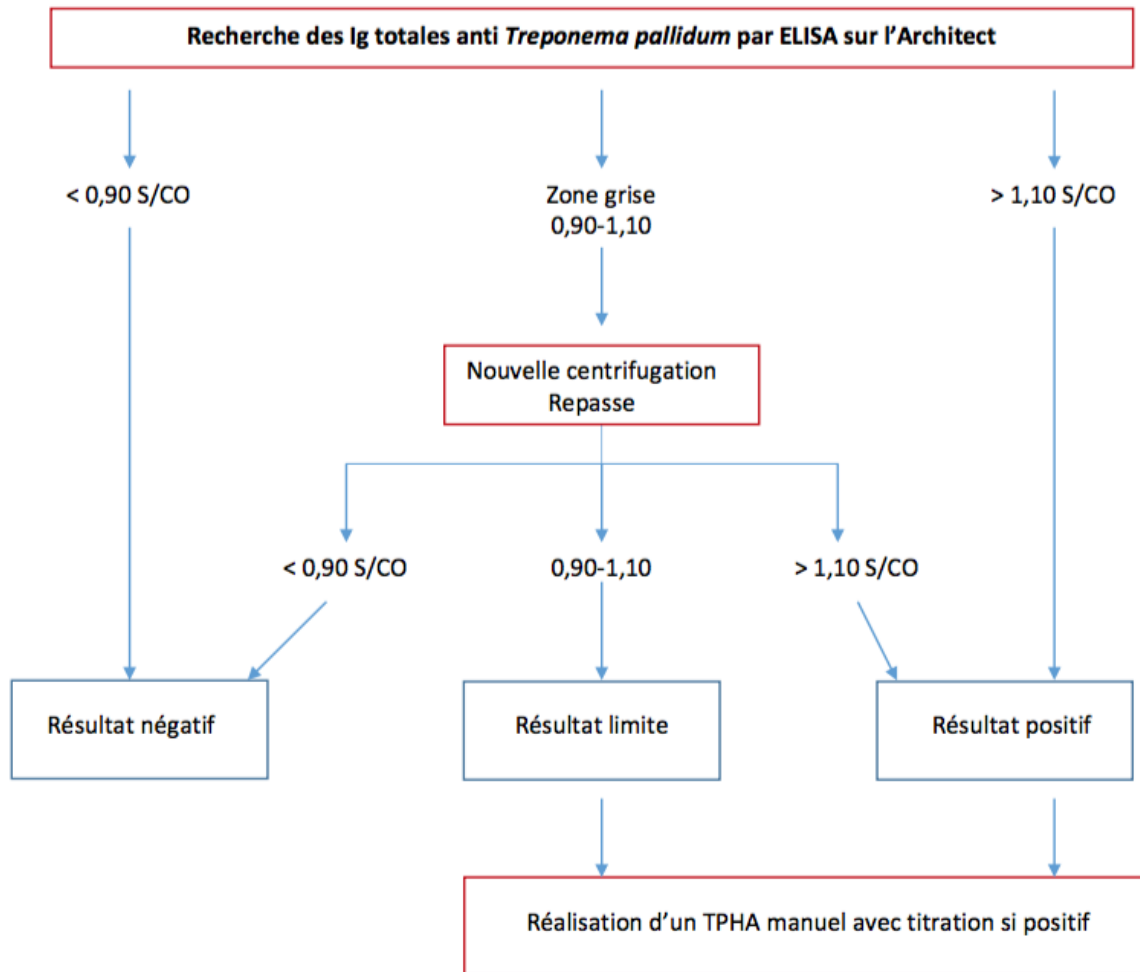 Recherche des Ig totales anti Treponema pallidum par ELISA sur l'Architect
< 0,90 S/CO
Zone grise
0,90-1,10
> 1,10 S/CO
Nouvelle centrifugation
Repasse
< 0,90 S/CO
0,90-1,10
> 1,10 S/CO
Résultat négatif
Résultat limite
Résultat positif
Réalisation d'un TPHA manuel avec titration si positif